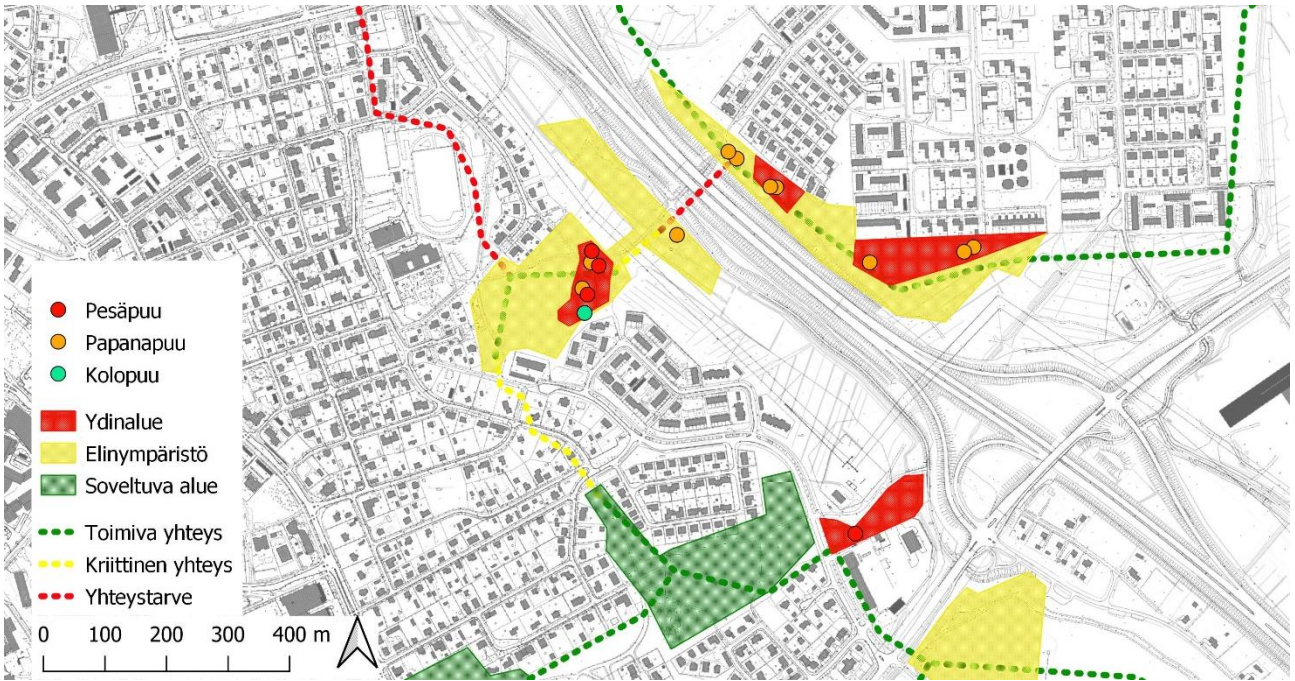 Pesäpuu
Papanapuu
Kolopuu
Ydinalue
Elinympäristö
Soveltuva alue
Toimiva yhteys
Kriittinen yhteys
Yhteystarve
0 100 200 300 400 m